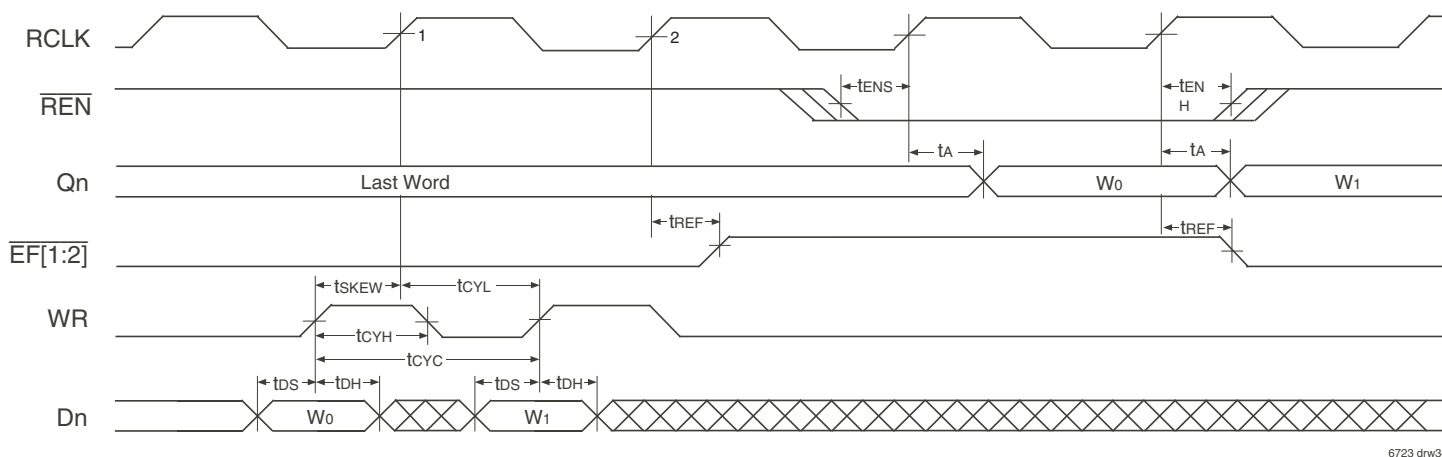 RCLK
1
2
REN
tENS
tEN
H
tA
tA
Qn
Last Word
W0
W1
tREF
tREF
EF[1:2]
tSKEW
tCYL
WR
tCYH
tCYC
tDS
tDH
tDS
tDH
Dn
W0
W1
6723 drw3